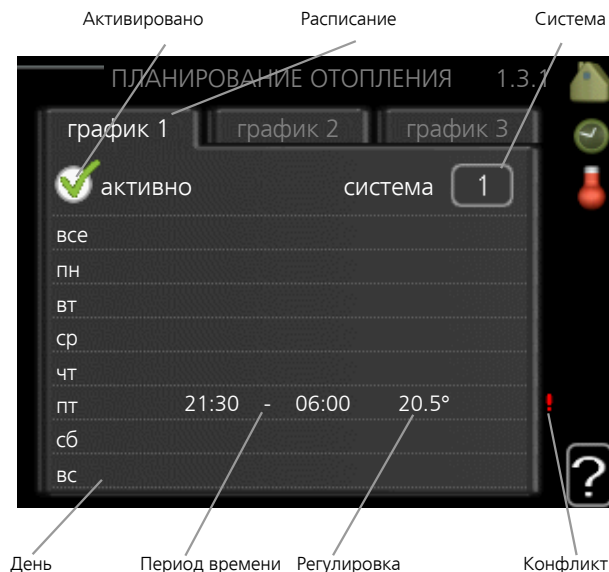 Активировано Расписание Система
ПЛАНИРОВАНИЕ ОТОПЛЕНИЯ 1.3.1
график 1 график 2 график 3
активно система 1
все
пн
вт
ср
чт
пт 21:30 - 06:00 20.5° !
сб
вс
?
День Период времени Регулировка Конфликт